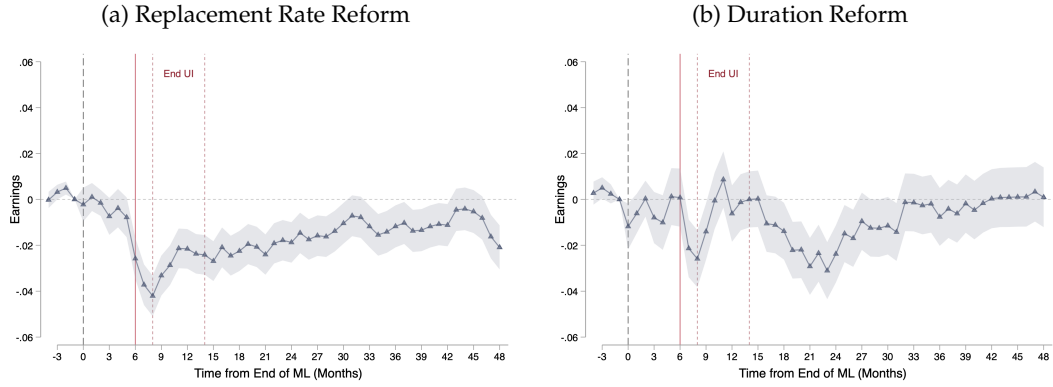 (a) Replacement Rate Reform
.06
.04
.02
0
-.02
-.04
-.06
Earnings
End UI
-3 0 3 6 9 12 15 18 21 24 27 30 33 36 39 42 45 48
Time from End of ML (Months)
(b) Duration Reform
.06
.04
.02
0
-.02
-.04
-.06
Earnings
End UI
-3 0 3 6 9 12 15 18 21 24 27 30 33 36 39 42 45 48
Time from End of ML (Months)